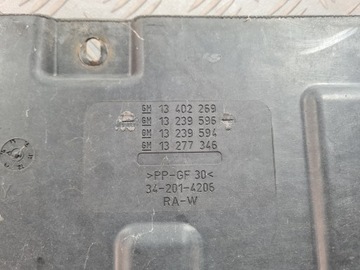 GM 13 402 269
GM 13 239 596
GM 13 239 594
GM 13 277 346
>PP-GF 30<
34-201-4206
RA-W